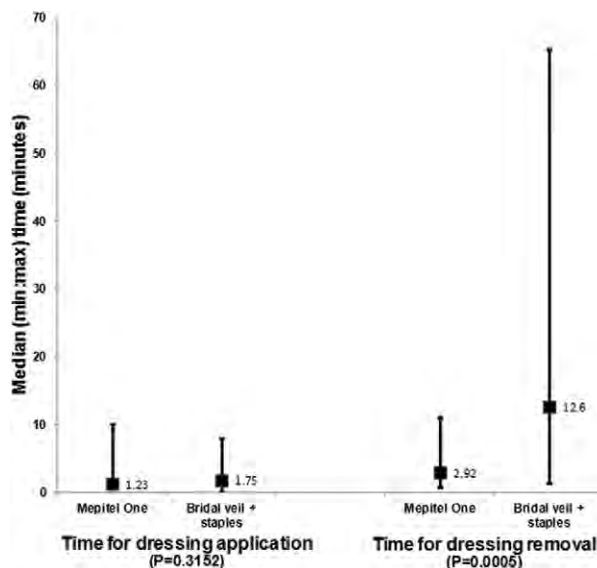 Median (min:max) time (minutes)
70
60
50
40
30
20
10
0
1.23
1.75
2.92
12.6
Mepitel One
Bridal veil +
staples
Mepitel One
Bridal veil +
staples
Time for dressing application
(P=0.3152)
Time for dressing removal
(P=0.0005)